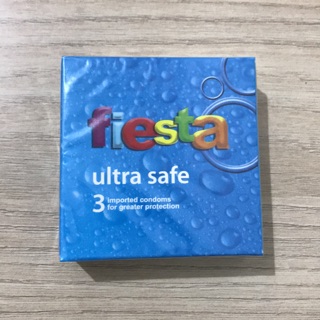 fiesta
ultra safe
3 imported condoms
for greater protection